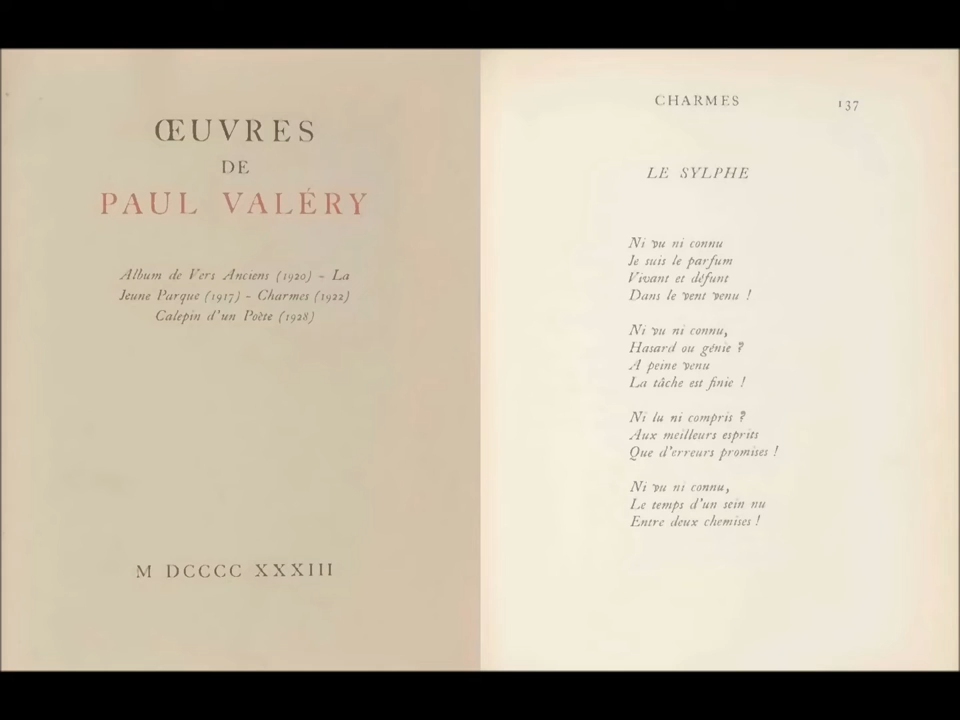 ŒUVRES
DE
PAUL VALÉRY
Album de Vers Anciens (1920) – La
Jeune Parque (1917) – Charmes (1922)
Calepin d'un Poète (1928)
M DCCCC XXXIII
CHARMES 137
LE SYLPHE
Ni vu ni connu
Je suis le parfum
Vivant et défunt
Dans le vent venu !
Ni vu ni connu,
Hasard ou génie ?
A peine venu
La tâche est finie !
Ni lu ni compris ?
Aux meilleurs esprits
Que d'erreurs promises !
Ni vu ni connu,
Le temps d'un sein nu
Entre deux chemises !